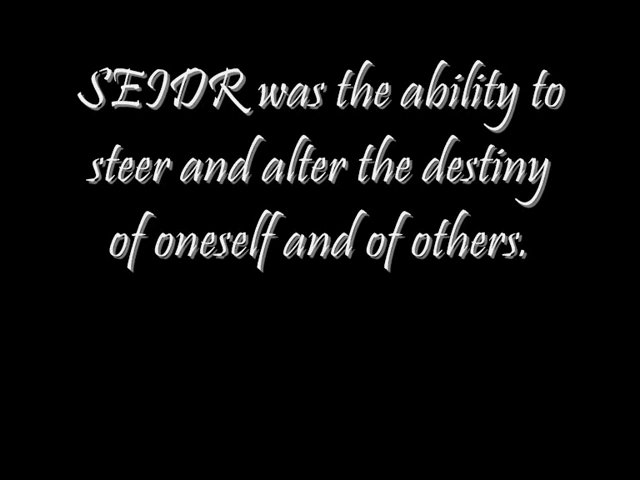 SEIDR was the ability to
steer and alter the destiny
of oneself and of others.